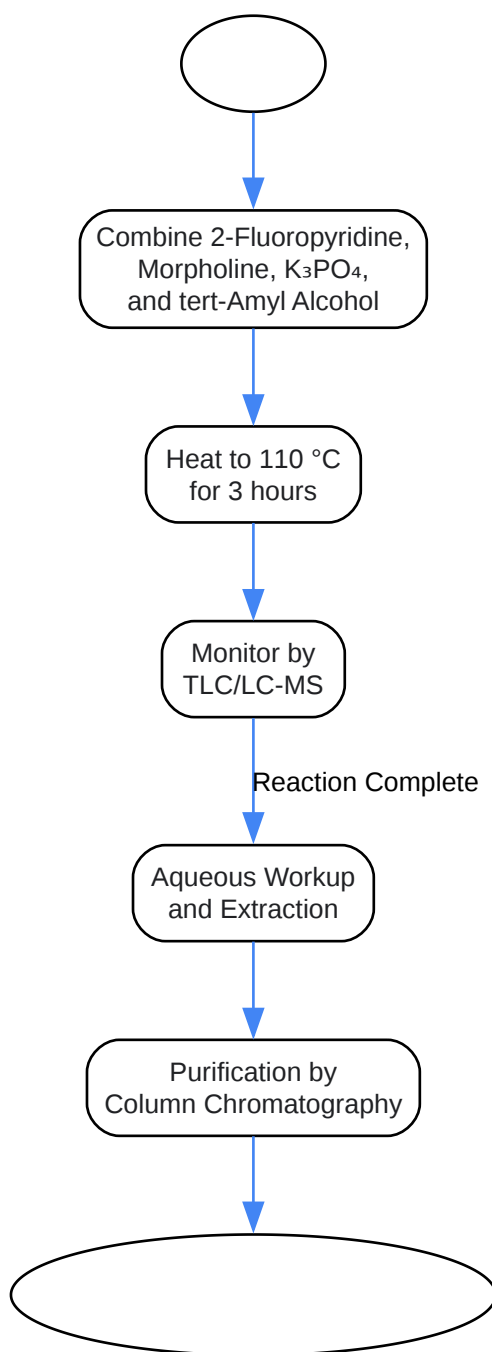 Combine 2-Fluoropyridine,
Morpholine, K₃PO₄,
and tert-Amyl Alcohol
Heat to 110 °C
for 3 hours
Monitor by
TLC/LC-MS
Reaction Complete
Aqueous Workup
and Extraction
Purification by
Column Chromatography